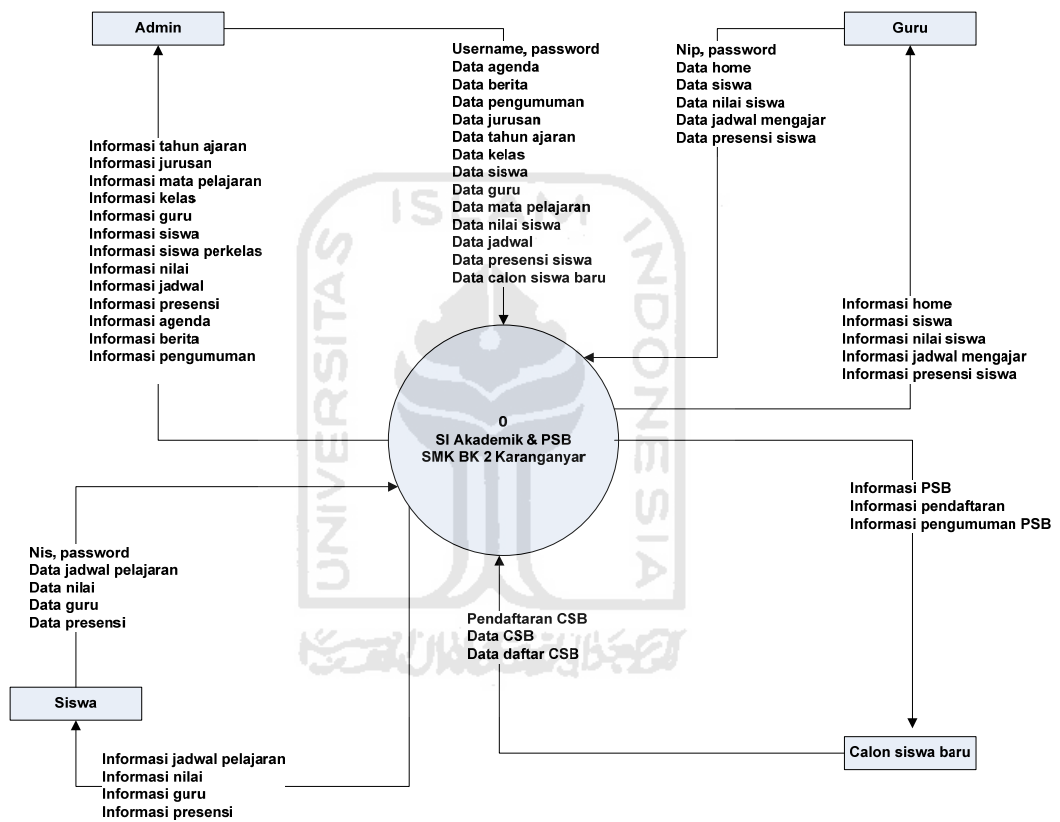 Admin
Guru
Username, password
Data agenda
Data berita
Data pengumuman
Data jurusan
Data tahun ajaran
Data kelas
Data siswa
Data guru
Data mata pelajaran
Data nilai siswa
Data jadwal
Data presensi siswa
Data calon siswa baru
Nip, password
Data home
Data siswa
Data nilai siswa
Data jadwal mengajar
Data presensi siswa
Informasi tahun ajaran
Informasi jurusan
Informasi mata pelajaran
Informasi kelas
Informasi guru
Informasi siswa
Informasi siswa perkelas
Informasi nilai
Informasi jadwal
Informasi presensi
Informasi agenda
Informasi berita
Informasi pengumuman
Informasi home
Informasi siswa
Informasi nilai siswa
Informasi jadwal mengajar
Informasi presensi siswa
0
SI Akademik & PSB
SMK BK 2 Karanganyar
Informasi PSB
Informasi pendaftaran
Informasi pengumuman PSB
Nis, password
Data jadwal pelajaran
Data nilai
Data guru
Data presensi
Pendaftaran CSB
Data CSB
Data daftar CSB
Siswa
Calon siswa baru
Informasi jadwal pelajaran
Informasi nilai
Informasi guru
Informasi presensi
UNIVERSITAS
ISLAM
INDONESIA